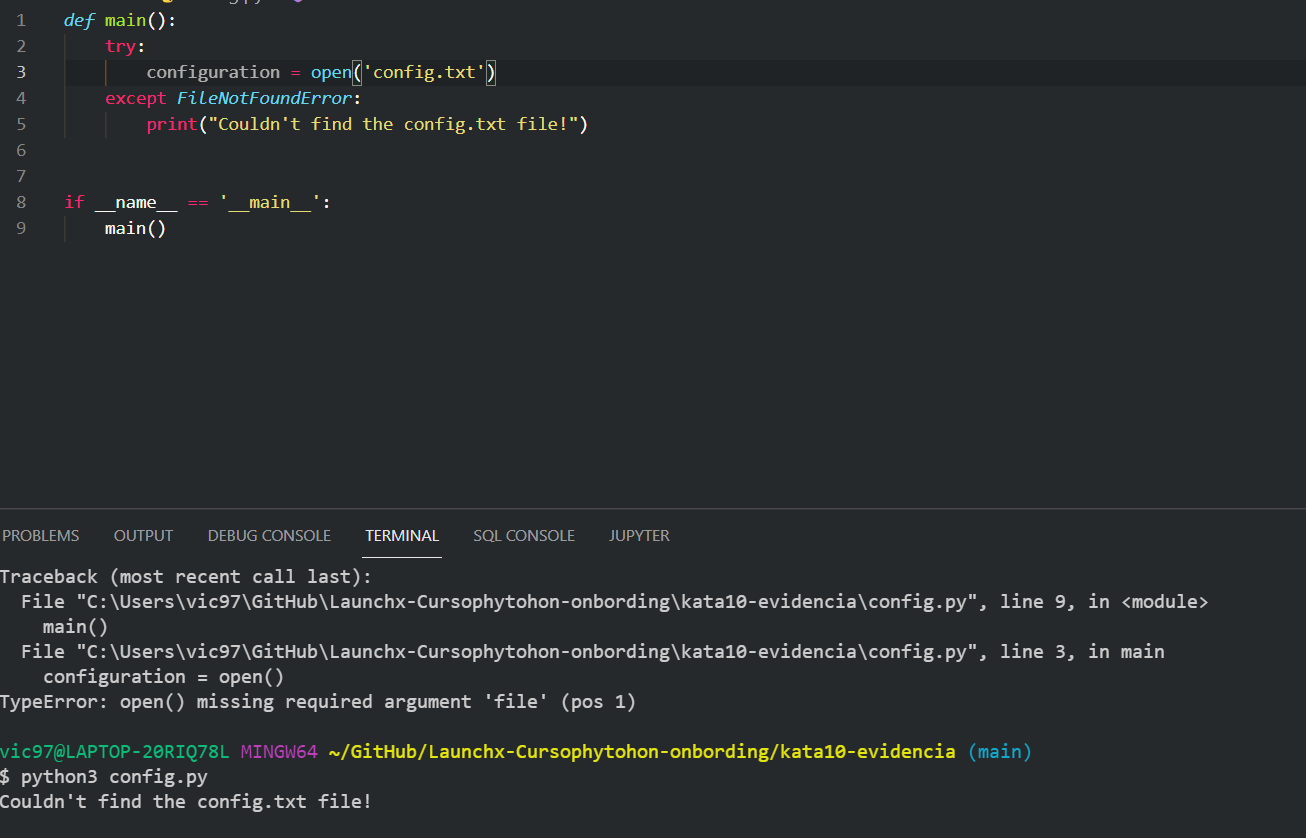 1 def main():
2 try:
3 configuration = open('config.txt')
4 except FileNotFoundError:
5 print("Couldn't find the config.txt file!")
6
7
8 if __name__ == '__main__':
9 main()
PROBLEMS OUTPUT DEBUG CONSOLE TERMINAL SQL CONSOLE JUPYTER
Traceback (most recent call last):
File "C:\Users\vic97\GitHub\Launchx-Cursophytohon-onbording\kata10-evidencia\config.py", line 9, in <module>
main()
File "C:\Users\vic97\GitHub\Launchx-Cursophytohon-onbording\kata10-evidencia\config.py", line 3, in main
configuration = open()
TypeError: open() missing required argument 'file' (pos 1)
vic97@LAPTOP-20RIQ78L MINGW64 ~/GitHub/Launchx-Cursophytohon-onbording/kata10-evidencia (main)
$ python3 config.py
Couldn't find the config.txt file!